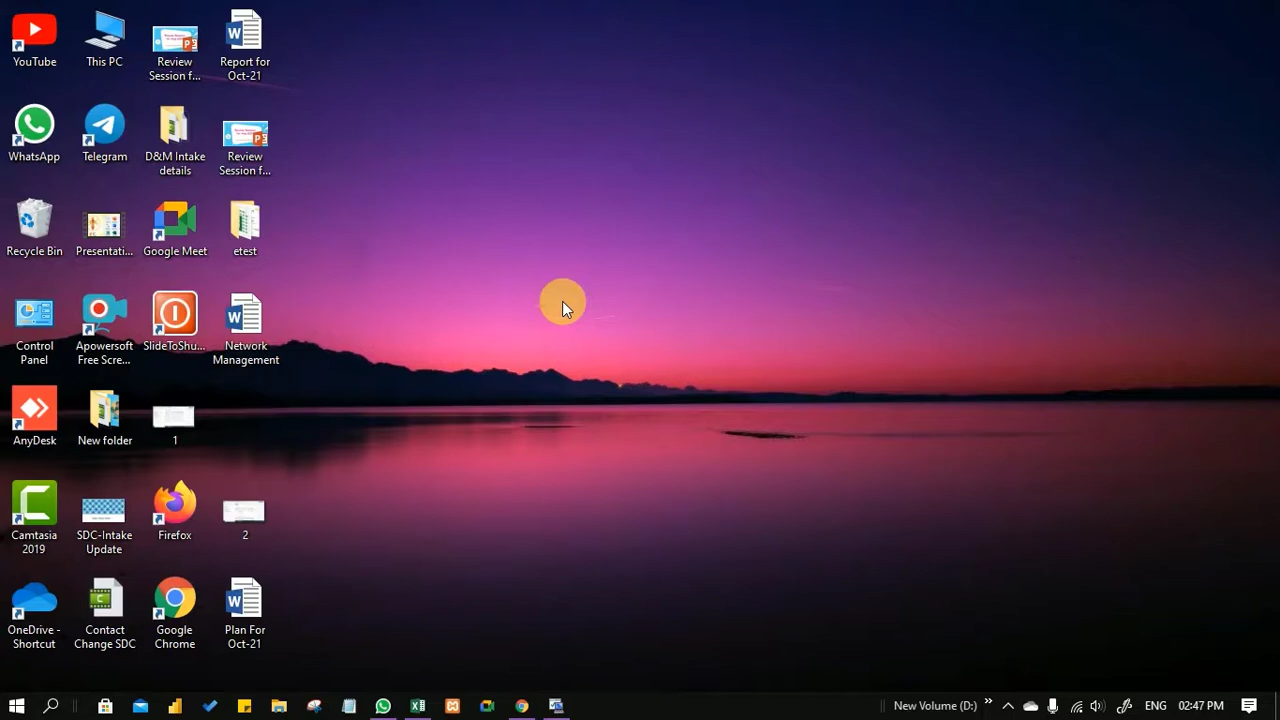 YouTube
This PC
Review
Session f...
Report for
Oct-21
WhatsApp
Telegram
D&M Intake
details
Review
Session f...
Recycle Bin
Presentati...
Google Meet
etest
Control
Panel
Apowersoft
Free Scre...
SlideToShu...
Network
Management
AnyDesk
New folder
1
Camtasia
2019
SDC-Intake
Update
Firefox
2
OneDrive -
Shortcut
Contact
Change SDC
Google
Chrome
Plan For
Oct-21
New Volume (D:)
ENG
02:47 PM